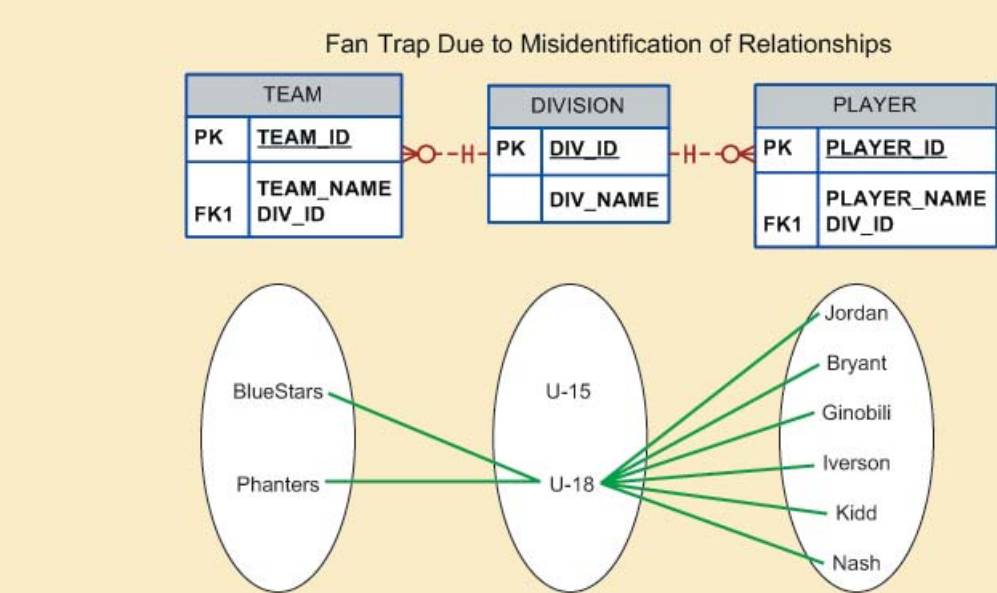 Fan Trap Due to Misidentification of Relationships
TEAM
PK TEAM_ID
TEAM_NAME
FK1 DIV_ID
DIVISION
PK DIV_ID
DIV_NAME
PLAYER
PK PLAYER_ID
PLAYER_NAME
FK1 DIV_ID
BlueStars
Phanters
U-15
U-18
Jordan
Bryant
Ginobili
Iverson
Kidd
Nash